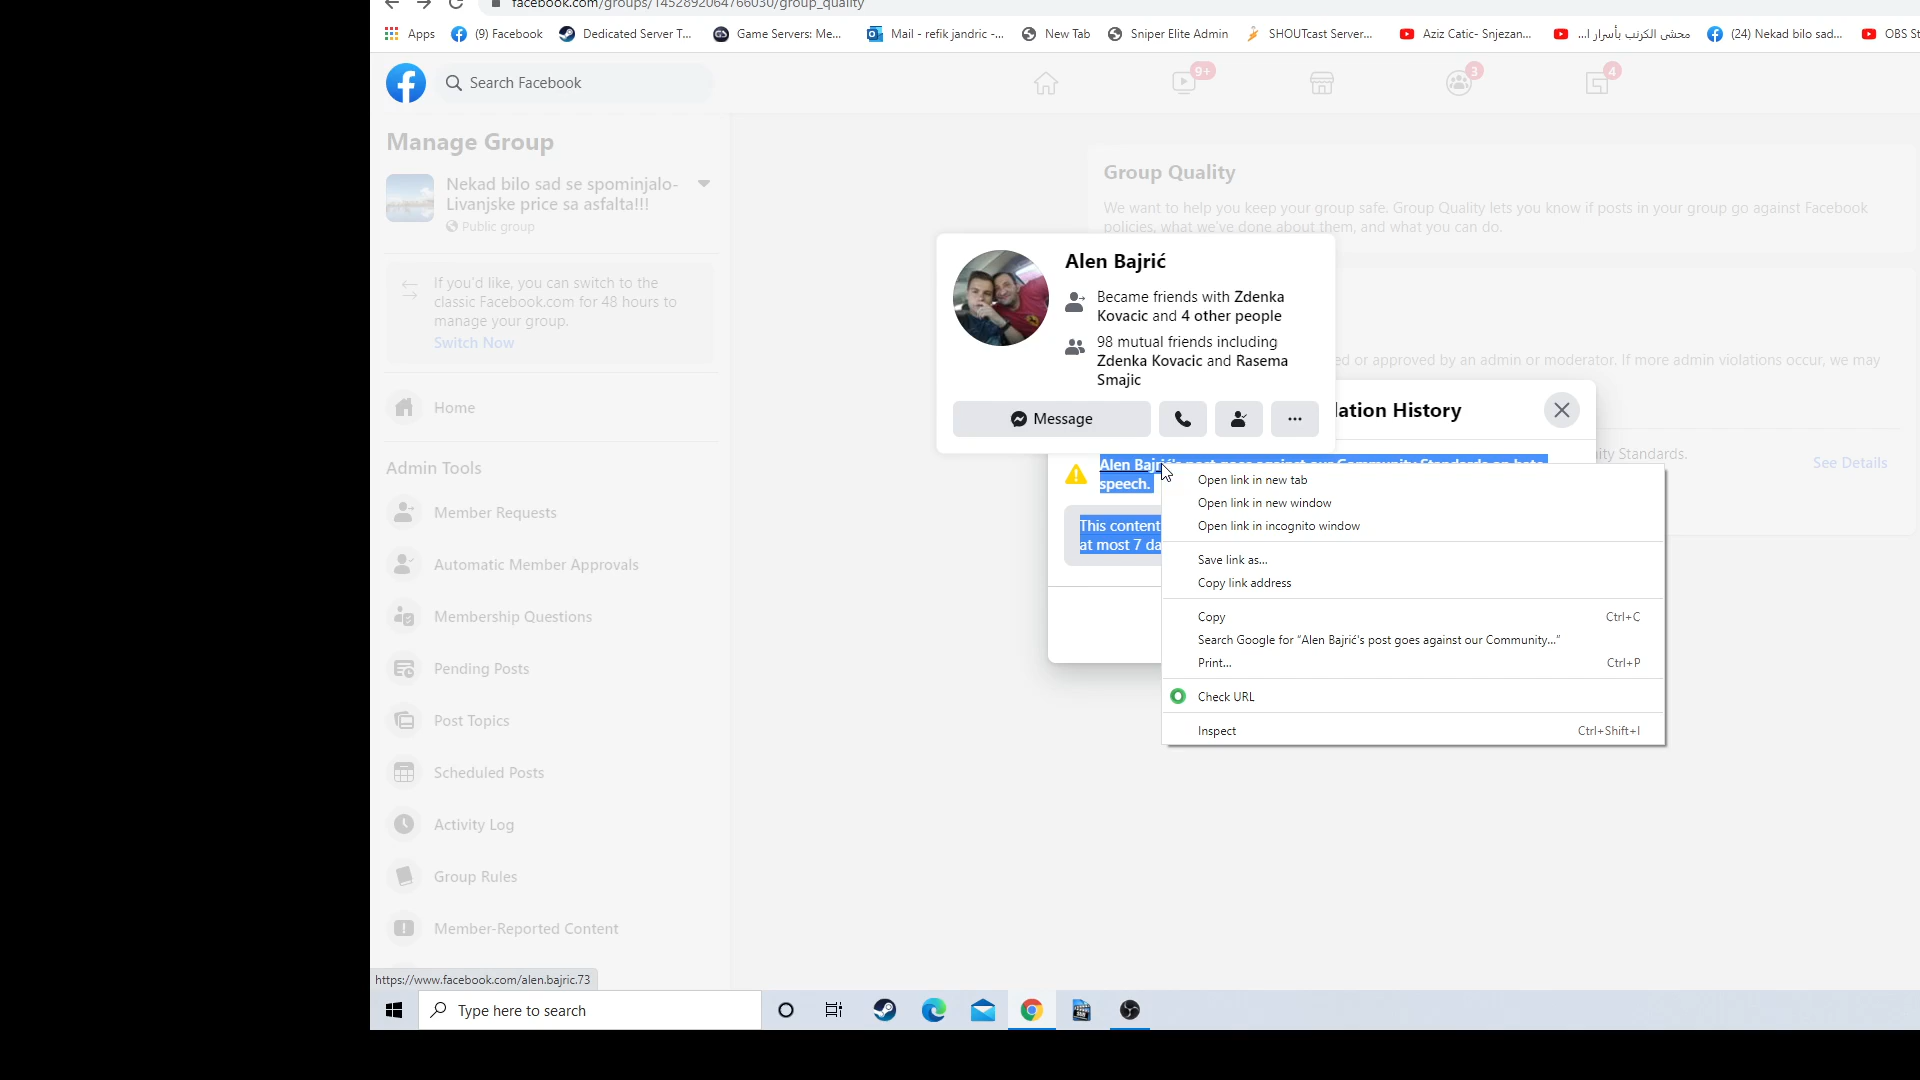 facebook.com/groups/1452892064766030/group_quality
Apps
(9) Facebook
Dedicated Server T...
Game Servers: Me...
Mail - refik jandric -...
New Tab
Sniper Elite Admin
SHOUTcast Server...
Aziz Catic- Snjezan...
محشی الكرنب بأسرار ا...
(24) Nekad bilo sad...
OBS St
Search Facebook
9+
3
4
Manage Group
Nekad bilo sad se spominjalo-
Livanjske price sa asfalta!!!
Public group
If you'd like, you can switch to the
classic Facebook.com for 48 hours to
manage your group.
Switch Now
Home
Admin Tools
Member Requests
Automatic Member Approvals
Membership Questions
Pending Posts
Post Topics
Scheduled Posts
Activity Log
Group Rules
Member-Reported Content
Group Quality
We want to help you keep your group safe. Group Quality lets you know if posts in your group go against Facebook
policies, what we've done about them, and what you can do.
ed or approved by an admin or moderator. If more admin violations occur, we may
ity Standards.
See Details
Alen Bajrić
Became friends with Zdenka
Kovacic and 4 other people
98 mutual friends including
Zdenka Kovacic and Rasema
Smajic
Message
lation History
Alen Bajrić's post goes against our Community Standards on hate
speech.
This content
at most 7 da
Open link in new tab
Open link in new window
Open link in incognito window
Save link as...
Copy link address
Copy Ctrl+C
Search Google for “Alen Bajrić's post goes against our Community...”
Print... Ctrl+P
Check URL
Inspect Ctrl+Shift+I
https://www.facebook.com/alen.bajric.73
Type here to search